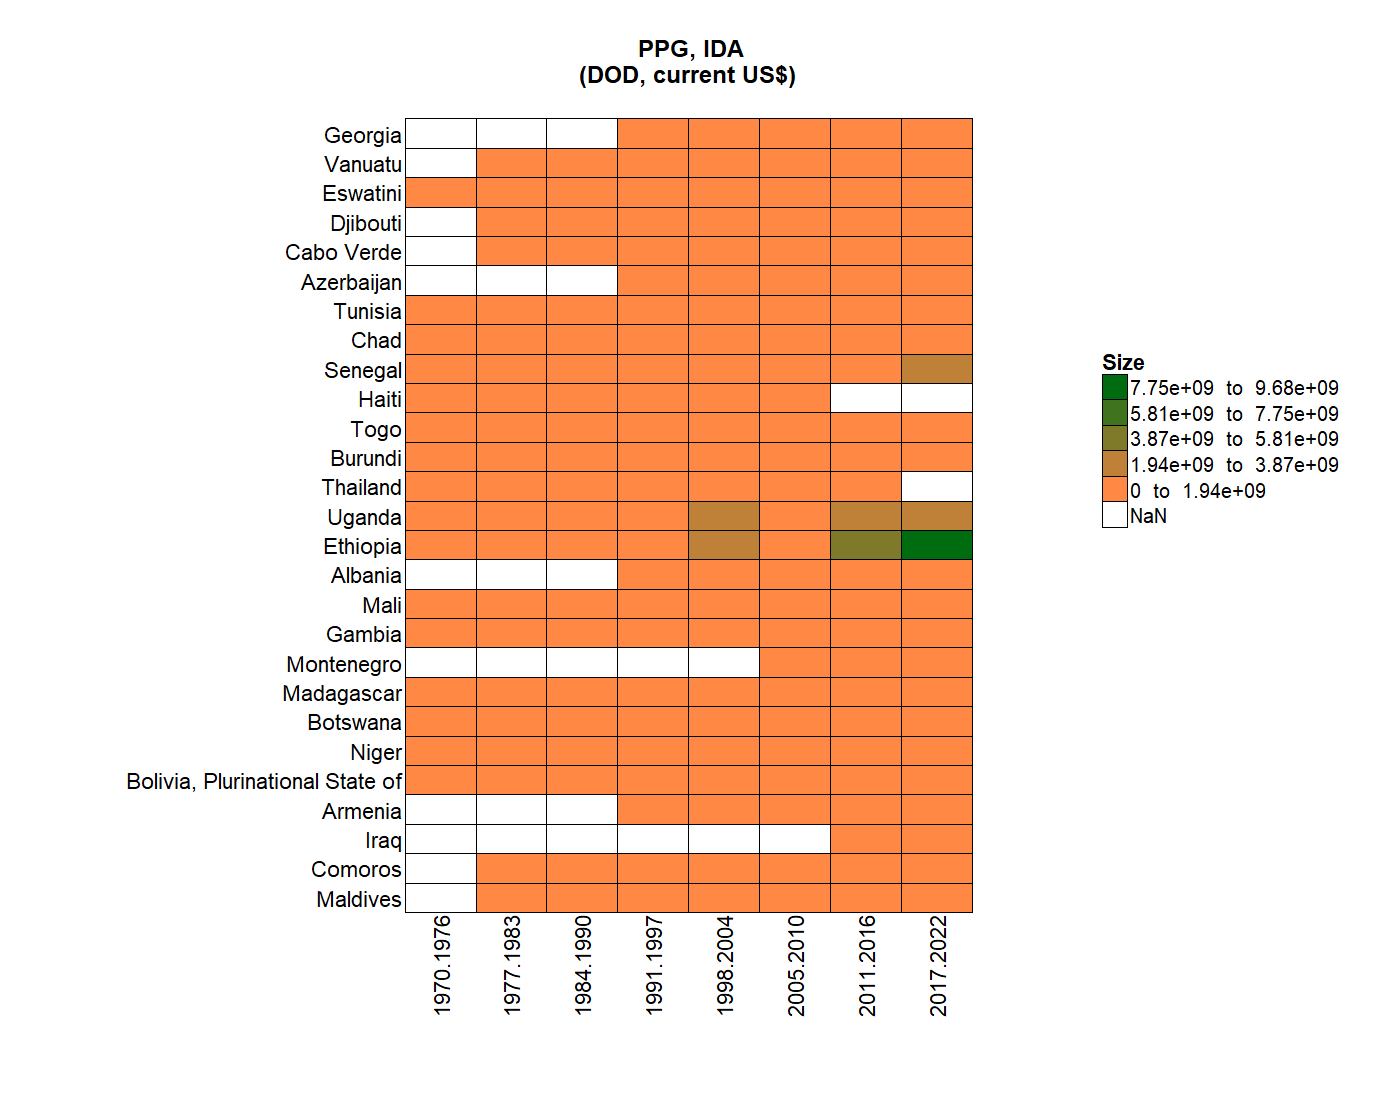 PPG, IDA
(DOD, current US$)
Georgia
Vanuatu
Eswatini
Djibouti
Cabo Verde
Azerbaijan
Tunisia
Chad
Senegal
Haiti
Togo
Burundi
Thailand
Uganda
Ethiopia
Albania
Mali
Gambia
Montenegro
Madagascar
Botswana
Niger
Bolivia, Plurinational State of
Armenia
Iraq
Comoros
Maldives
1970.1976
1977.1983
1984.1990
1991.1997
1998.2004
2005.2010
2011.2016
2017.2022
Size
7.75e+09 to 9.68e+09
5.81e+09 to 7.75e+09
3.87e+09 to 5.81e+09
1.94e+09 to 3.87e+09
0 to 1.94e+09
NaN